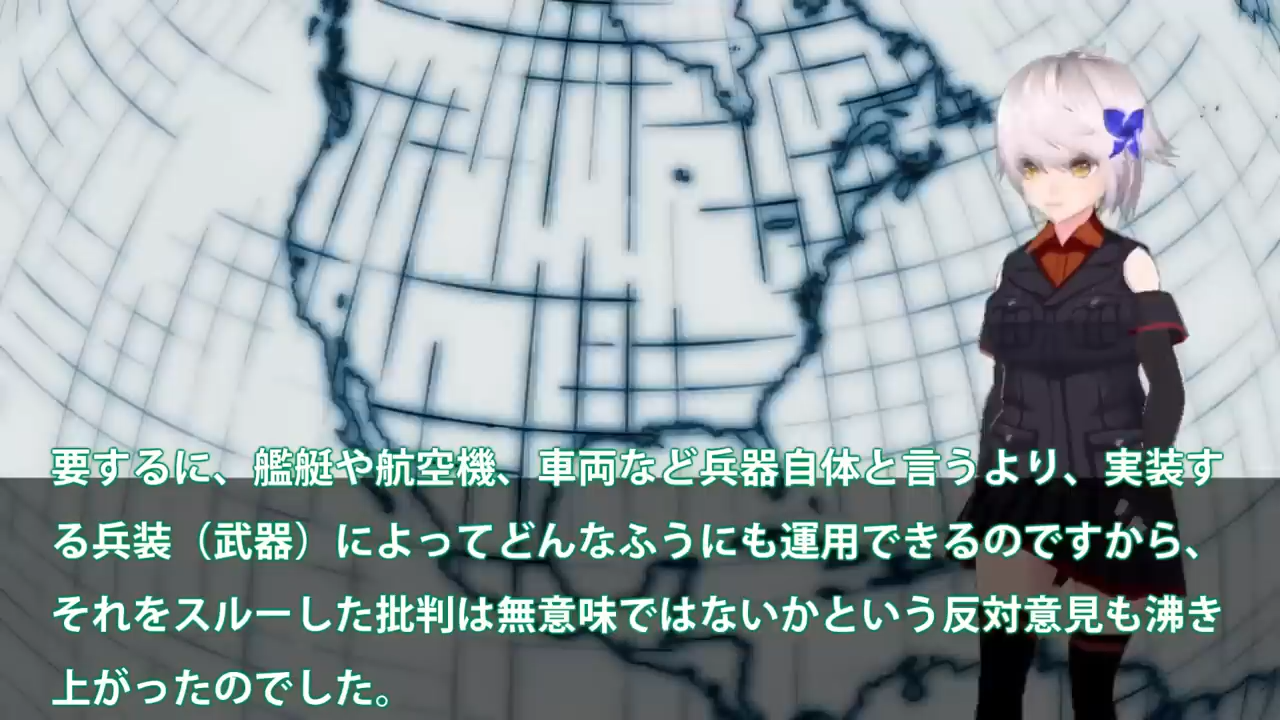 要するに、艦艇や航空機、車両など兵器自体と言うより、実装す
る兵装（武器）によってどんなふうにも運用できるのですから、
それをスルーした批判は無意味ではないかという反対意見も沸き
上がったのでした。